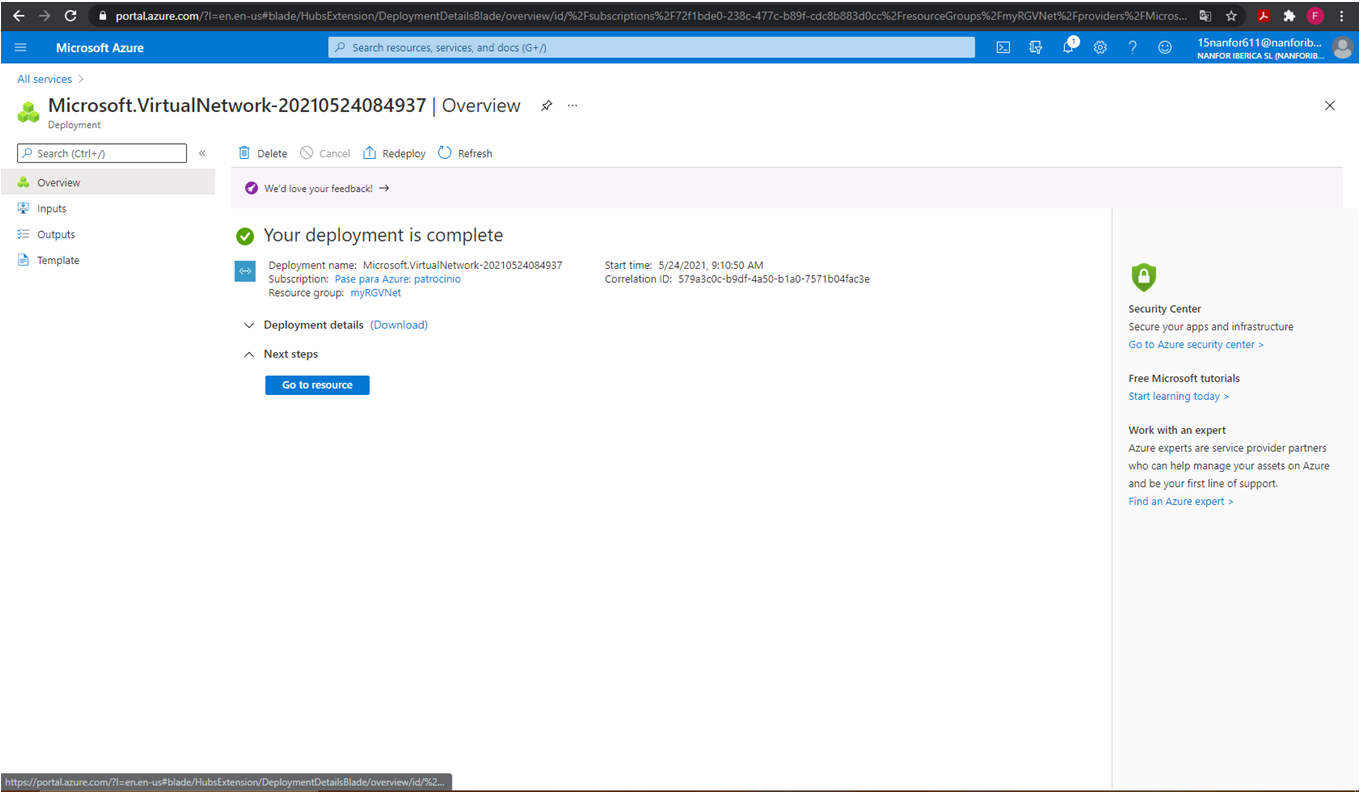 portal.azure.com/?l=en.en-us#blade/HubsExtension/DeploymentDetailsBlade/overview/id/%2Fsubscriptions%2F72f1bde0-238c-477c-b89f-cdc8b883d0cc%2FresourceGroups%2FmyRGVNet%2Fproviders%2FMicros...
F
Microsoft Azure
Search resources, services, and docs (G+/)
1
15nanfor611@nanforib...
NANFOR IBERICA SL (NANFORIB...
All services >
Microsoft.VirtualNetwork-20210524084937 | Overview
...
Deployment
Search (Ctrl+/)
«
Delete
Cancel
Redeploy
Refresh
Overview
Inputs
Outputs
Template
We'd love your feedback! →
Your deployment is complete
Deployment name: Microsoft.VirtualNetwork-20210524084937
Subscription: Pase para Azure: patrocinio
Resource group: myRGVNet
Start time: 5/24/2021, 9:10:50 AM
Correlation ID: 579a3c0c-b9df-4a50-b1a0-7571b04fac3e
Deployment details (Download)
Next steps
Go to resource
Security Center
Secure your apps and infrastructure
Go to Azure security center >
Free Microsoft tutorials
Start learning today >
Work with an expert
Azure experts are service provider partners
who can help manage your assets on Azure
and be your first line of support.
Find an Azure expert >
https://portal.azure.com/?l=en.en-us#blade/HubsExtension/DeploymentDetailsBlade/overview/id/%2...